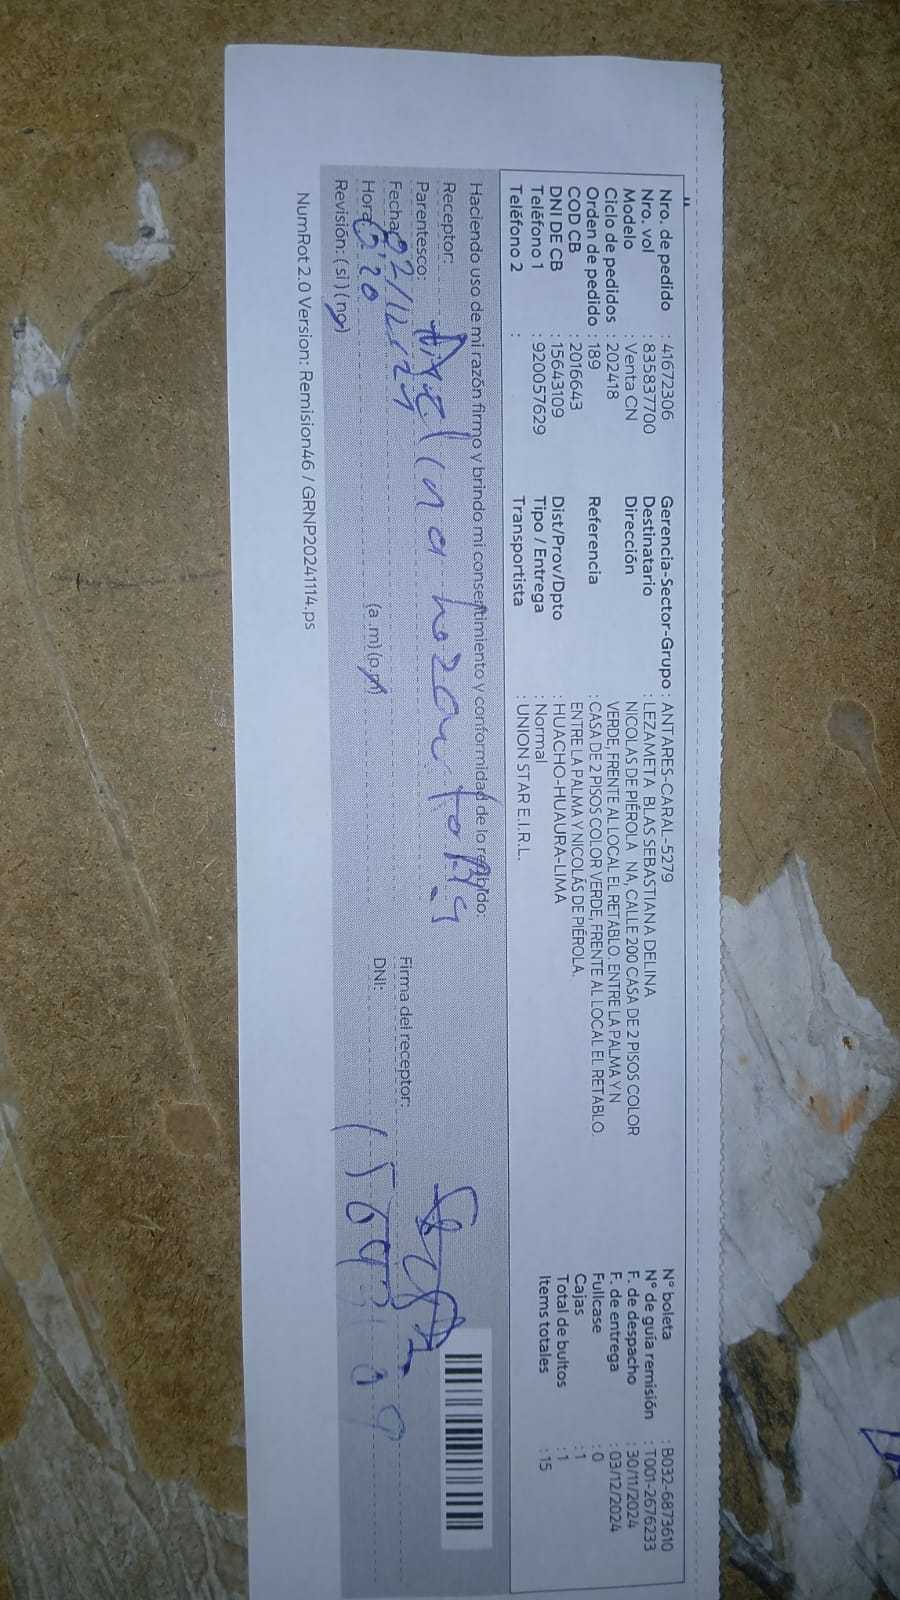 Nro. de pedido : 41672306 Gerencia-Sector-Grupo : ANTARES-CARAL-5279 N° boleta : B032-6873610
Nro. vol : 835837700 Destinatario : LEZAMETA BLAS SEBASTIANA DELINA N° de guía remisión : T001-2676233
Modelo : Venta CN Dirección NICOLAS DE PIÉROLA NA, CALLE 200 CASA DE 2 PISOS COLOR F. de despacho : 30/11/2024
Ciclo de pedidos : 202418 VERDE, FRENTE AL LOCAL EL RETABLO. ENTRE LA PALMA Y N F. de entrega : 03/12/2024
Orden de pedido : 189 Referencia : CASA DE 2 PISOS COLOR VERDE, FRENTE AL LOCAL EL RETABLO. Fullcase : 0
COD CB : 2016643 ENTRE LA PALMA Y NICOLÁS DE PIÉROLA. Cajas : 1
DNI DE CB : 15643109 Dist/Prov/Dpto : HUACHO-HUAURA-LIMA Total de bultos : 1
Teléfono 1 : 920057629 Tipo / Entrega : Normal Items totales : 15
Teléfono 2 : Transportista : UNION STAR E.I.R.L.
Haciendo uso de mi razón firmo y brindo mi consentimiento y conformidad de lo recibido:
Receptor:
Parentesco: Firma del receptor:
Fecha: 02/12/24 DNI:
Hora: (a.m) (p.m)
Revisión: (si) (no)
NumRot 2.0 Version: Remision46 / GRNP20241114.ps